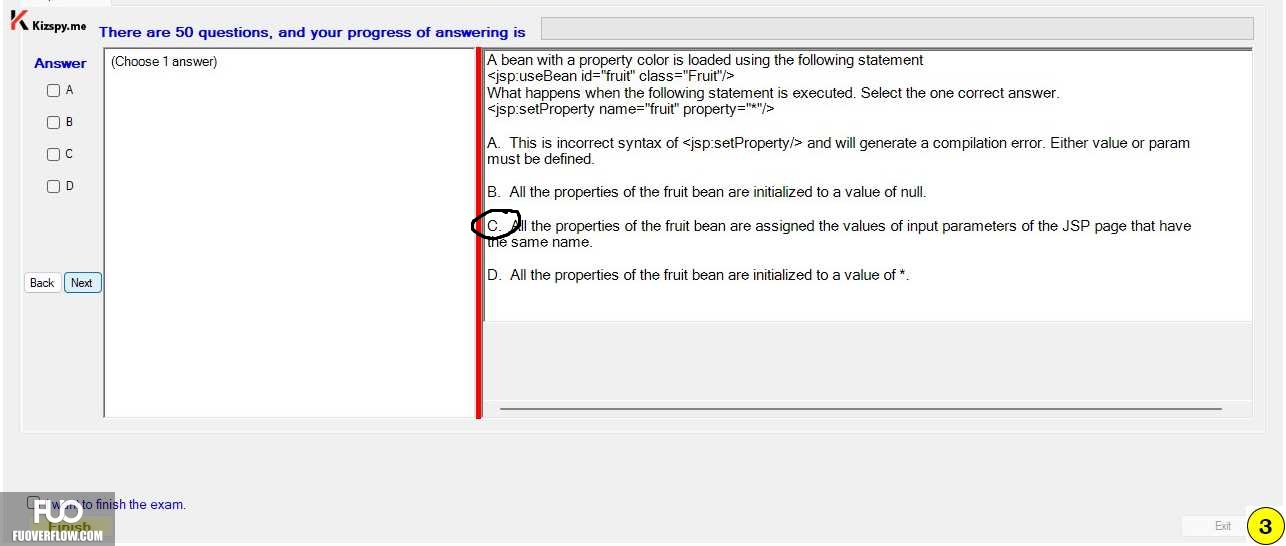 Kizspy.me
There are 50 questions, and your progress of answering is
Answer
A
B
C
D
Back
Next
(Choose 1 answer)
A bean with a property color is loaded using the following statement
<jsp:useBean id="fruit" class="Fruit"/>
What happens when the following statement is executed. Select the one correct answer.
<jsp:setProperty name="fruit" property="*"/>
A. This is incorrect syntax of <jsp:setProperty/> and will generate a compilation error. Either value or param
must be defined.
B. All the properties of the fruit bean are initialized to a value of null.
C. All the properties of the fruit bean are assigned the values of input parameters of the JSP page that have
the same name.
D. All the properties of the fruit bean are initialized to a value of *.
I want to finish the exam.
Finish
FUO
FUOVERFLOW.COM
Exit
3